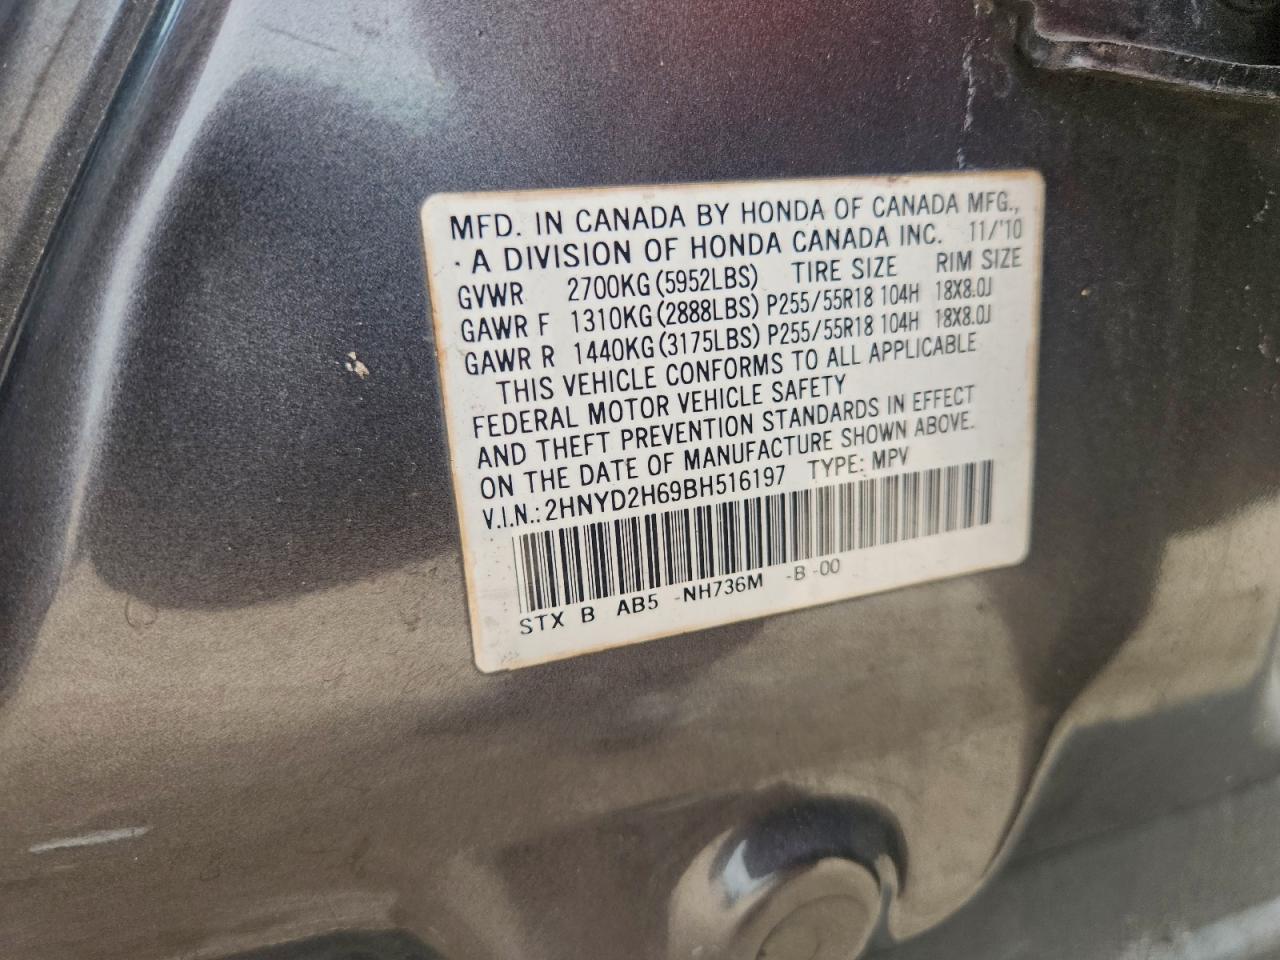 MFD. IN CANADA BY HONDA OF CANADA MFG.,
A DIVISION OF HONDA CANADA INC. 11/'10
GVWR 2700KG (5952LBS) TIRE SIZE RIM SIZE
GAWR F 1310KG (2888LBS) P255/55R18 104H 18X8.0J
GAWR R 1440KG (3175LBS) P255/55R18 104H 18X8.0J
THIS VEHICLE CONFORMS TO ALL APPLICABLE
FEDERAL MOTOR VEHICLE SAFETY
AND THEFT PREVENTION STANDARDS IN EFFECT
ON THE DATE OF MANUFACTURE SHOWN ABOVE.
V.I.N.: 2HNYD2H69BH516197 TYPE: MPV
STX B AB5 -NH736M -B -00